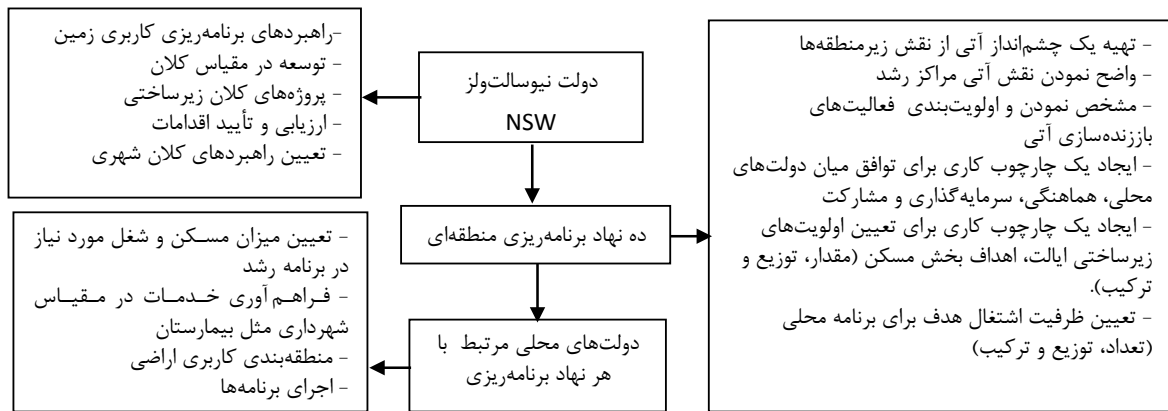 دولت نیوسالت‌ولز
NSW
-راهبردهای برنامه‌ریزی کاربری زمین
- توسعه در مقیاس کلان
- پروژه‌های کلان زیرساختی
- ارزیابی و تأیید اقدامات
- تعیین راهبردهای کلان شهری
ده نهاد برنامه‌ریزی منطقه‌ای
- تهیه یک چشم‌انداز آتی از نقش زیرمنطقه‌ها
- واضح نمودن نقش آتی مراکز رشد
- مشخص نمودن و اولویت‌بندی فعالیت‌های
باززنده‌سازی آتی
- ایجاد یک چارچوب کاری برای توافق میان دولت‌های
محلی، هماهنگی، سرمایه‌گذاری و مشارکت
- ایجاد یک چارچوب کاری برای تعیین اولویت‌های
زیرساختی ایالت، اهداف بخش مسکن (مقدار، توزیع و
ترکیب).
- تعیین ظرفیت اشتغال هدف برای برنامه محلی
(تعداد، توزیع و ترکیب)
دولت‌های محلی مرتبط با
هر نهاد برنامه‌ریزی
- تعیین میزان مسکن و شغل مورد نیاز
در برنامه رشد
- فراهم آوری خدمات در مقیاس
شهرداری مثل بیمارستان
- منطقه‌بندی کاربری اراضی
- اجرای برنامه‌ها